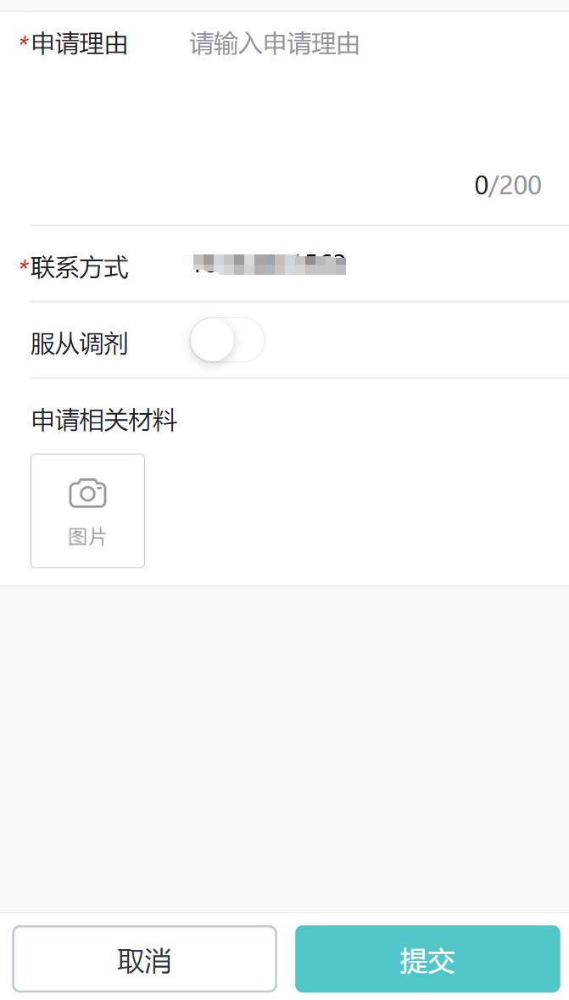 *申请理由 请输入申请理由
0/200
*联系方式
服从调剂
申请相关材料
图片
取消 提交